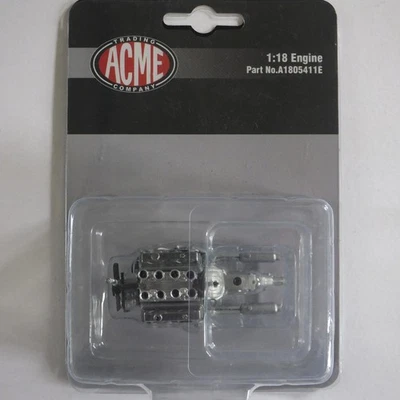 TRADING
ACME
COMPANY
1:18 Engine
Part No.A1805411E